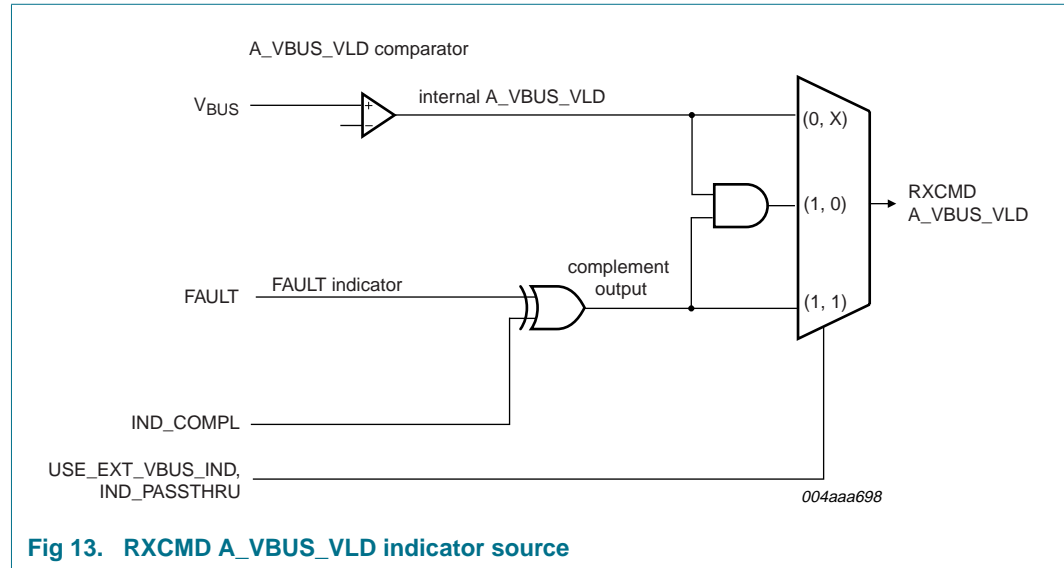 A_VBUS_VLD comparator
VBUS
+
−
internal A_VBUS_VLD
(0, X)
(1, 0)
RXCMD
A_VBUS_VLD
complement
output
FAULT
FAULT indicator
(1, 1)
IND_COMPL
USE_EXT_VBUS_IND,
IND_PASSTHRU
004aaa698
Fig 13. RXCMD A_VBUS_VLD indicator source